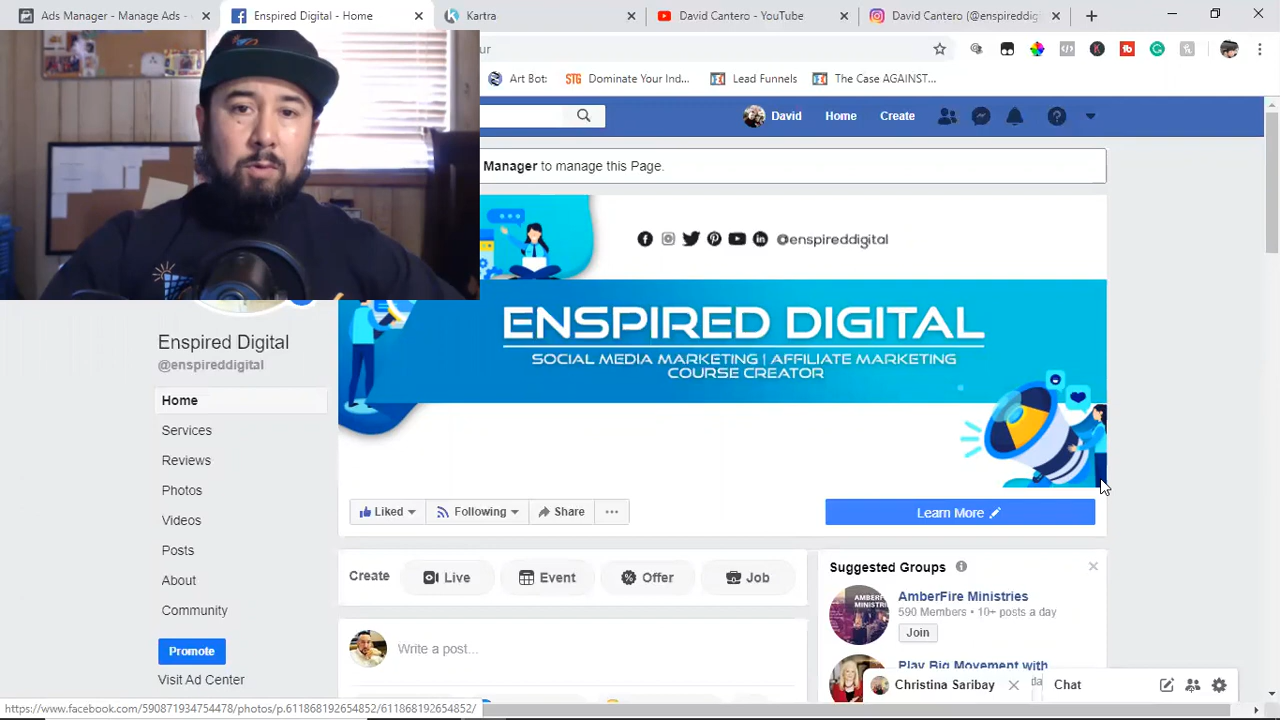 Ads Manager - Manage Ads -
Enspired Digital - Home
Kartra
David Cantero - YouTube
David Don (@enspireddig
ur
Art Bot:
STG Dominate Your Ind...
Lead Funnels
The Case AGAINST...
David
Home
Create
Manager to manage this Page.
@enspireddigital
ENSPIRED DIGITAL
SOCIAL MEDIA MARKETING | AFFILIATE MARKETING
COURSE CREATOR
Enspired Digital
@enspireddigital
Home
Services
Reviews
Photos
Videos
Posts
About
Community
Promote
Visit Ad Center
Liked
Following
Share
Learn More
Create
Live
Event
Offer
Job
Write a post...
Suggested Groups
AmberFire Ministries
590 Members • 10+ posts a day
Join
Play Big Movement with
Christina Saribay
Chat
https://www.facebook.com/590871934754478/photos/p.611868192654852/611868192654852/